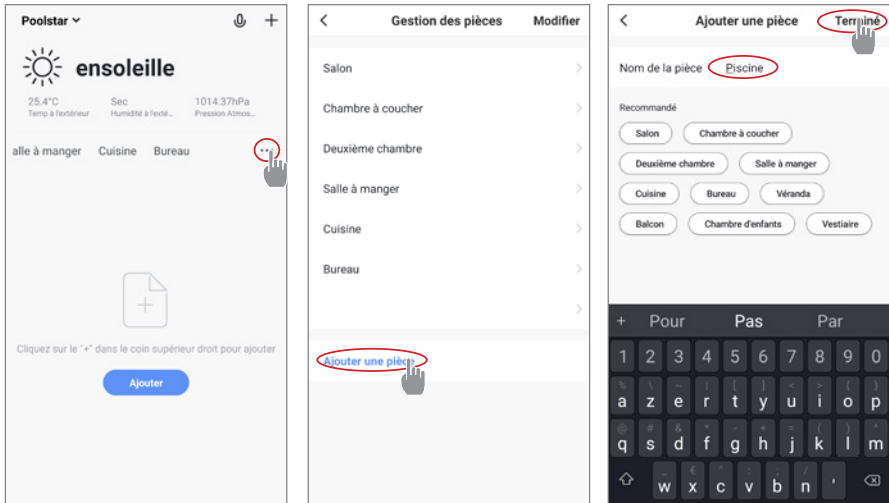 Poolstar
ensoleille
25.4°C Sec 1014.37hPa
Temp à l'extérieur Humidité à l'exté... Pression Atmos...
alle à manger Cuisine Bureau ...
Cliquez sur le "+" dans le coin supérieur droit pour ajouter
Ajouter
Gestion des pièces Modifier
Salon
Chambre à coucher
Deuxième chambre
Salle à manger
Cuisine
Bureau
Ajouter une pièce
Ajouter une pièce Terminé
Nom de la pièce Piscine
Recommandé
Salon Chambre à coucher
Deuxième chambre Salle à manger
Cuisine Bureau Véranda
Balcon Chambre d'enfants Vestiaire
+ Pour Pas Par
1 2 3 4 5 6 7 8 9 0
a z e r t y u i o p
q s d f g h j k l m
w x c v b n '